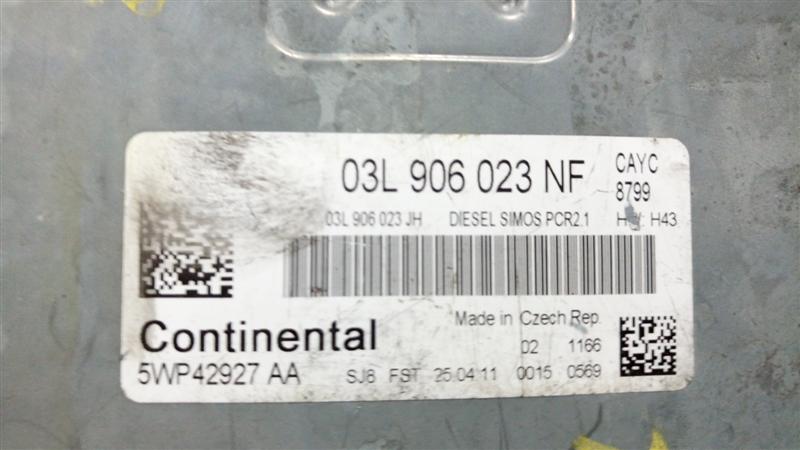 03L 906 023 NF CAYC
8799
03L 906 023 JH DIESEL SIMOS PCR2.1 H43
Continental Made in Czech Rep.
02 1166
5WP42927 AA SJ6 FST 25.04.11 0015 0569